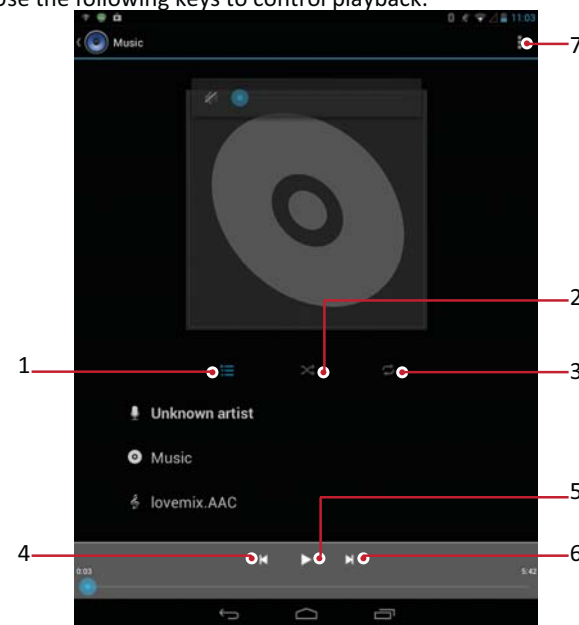 Use the following keys to control playback:
11:03
Music
7
2
1
3
Unknown artist
Music
lovemix.AAC
5
4
6
0:03
5:42